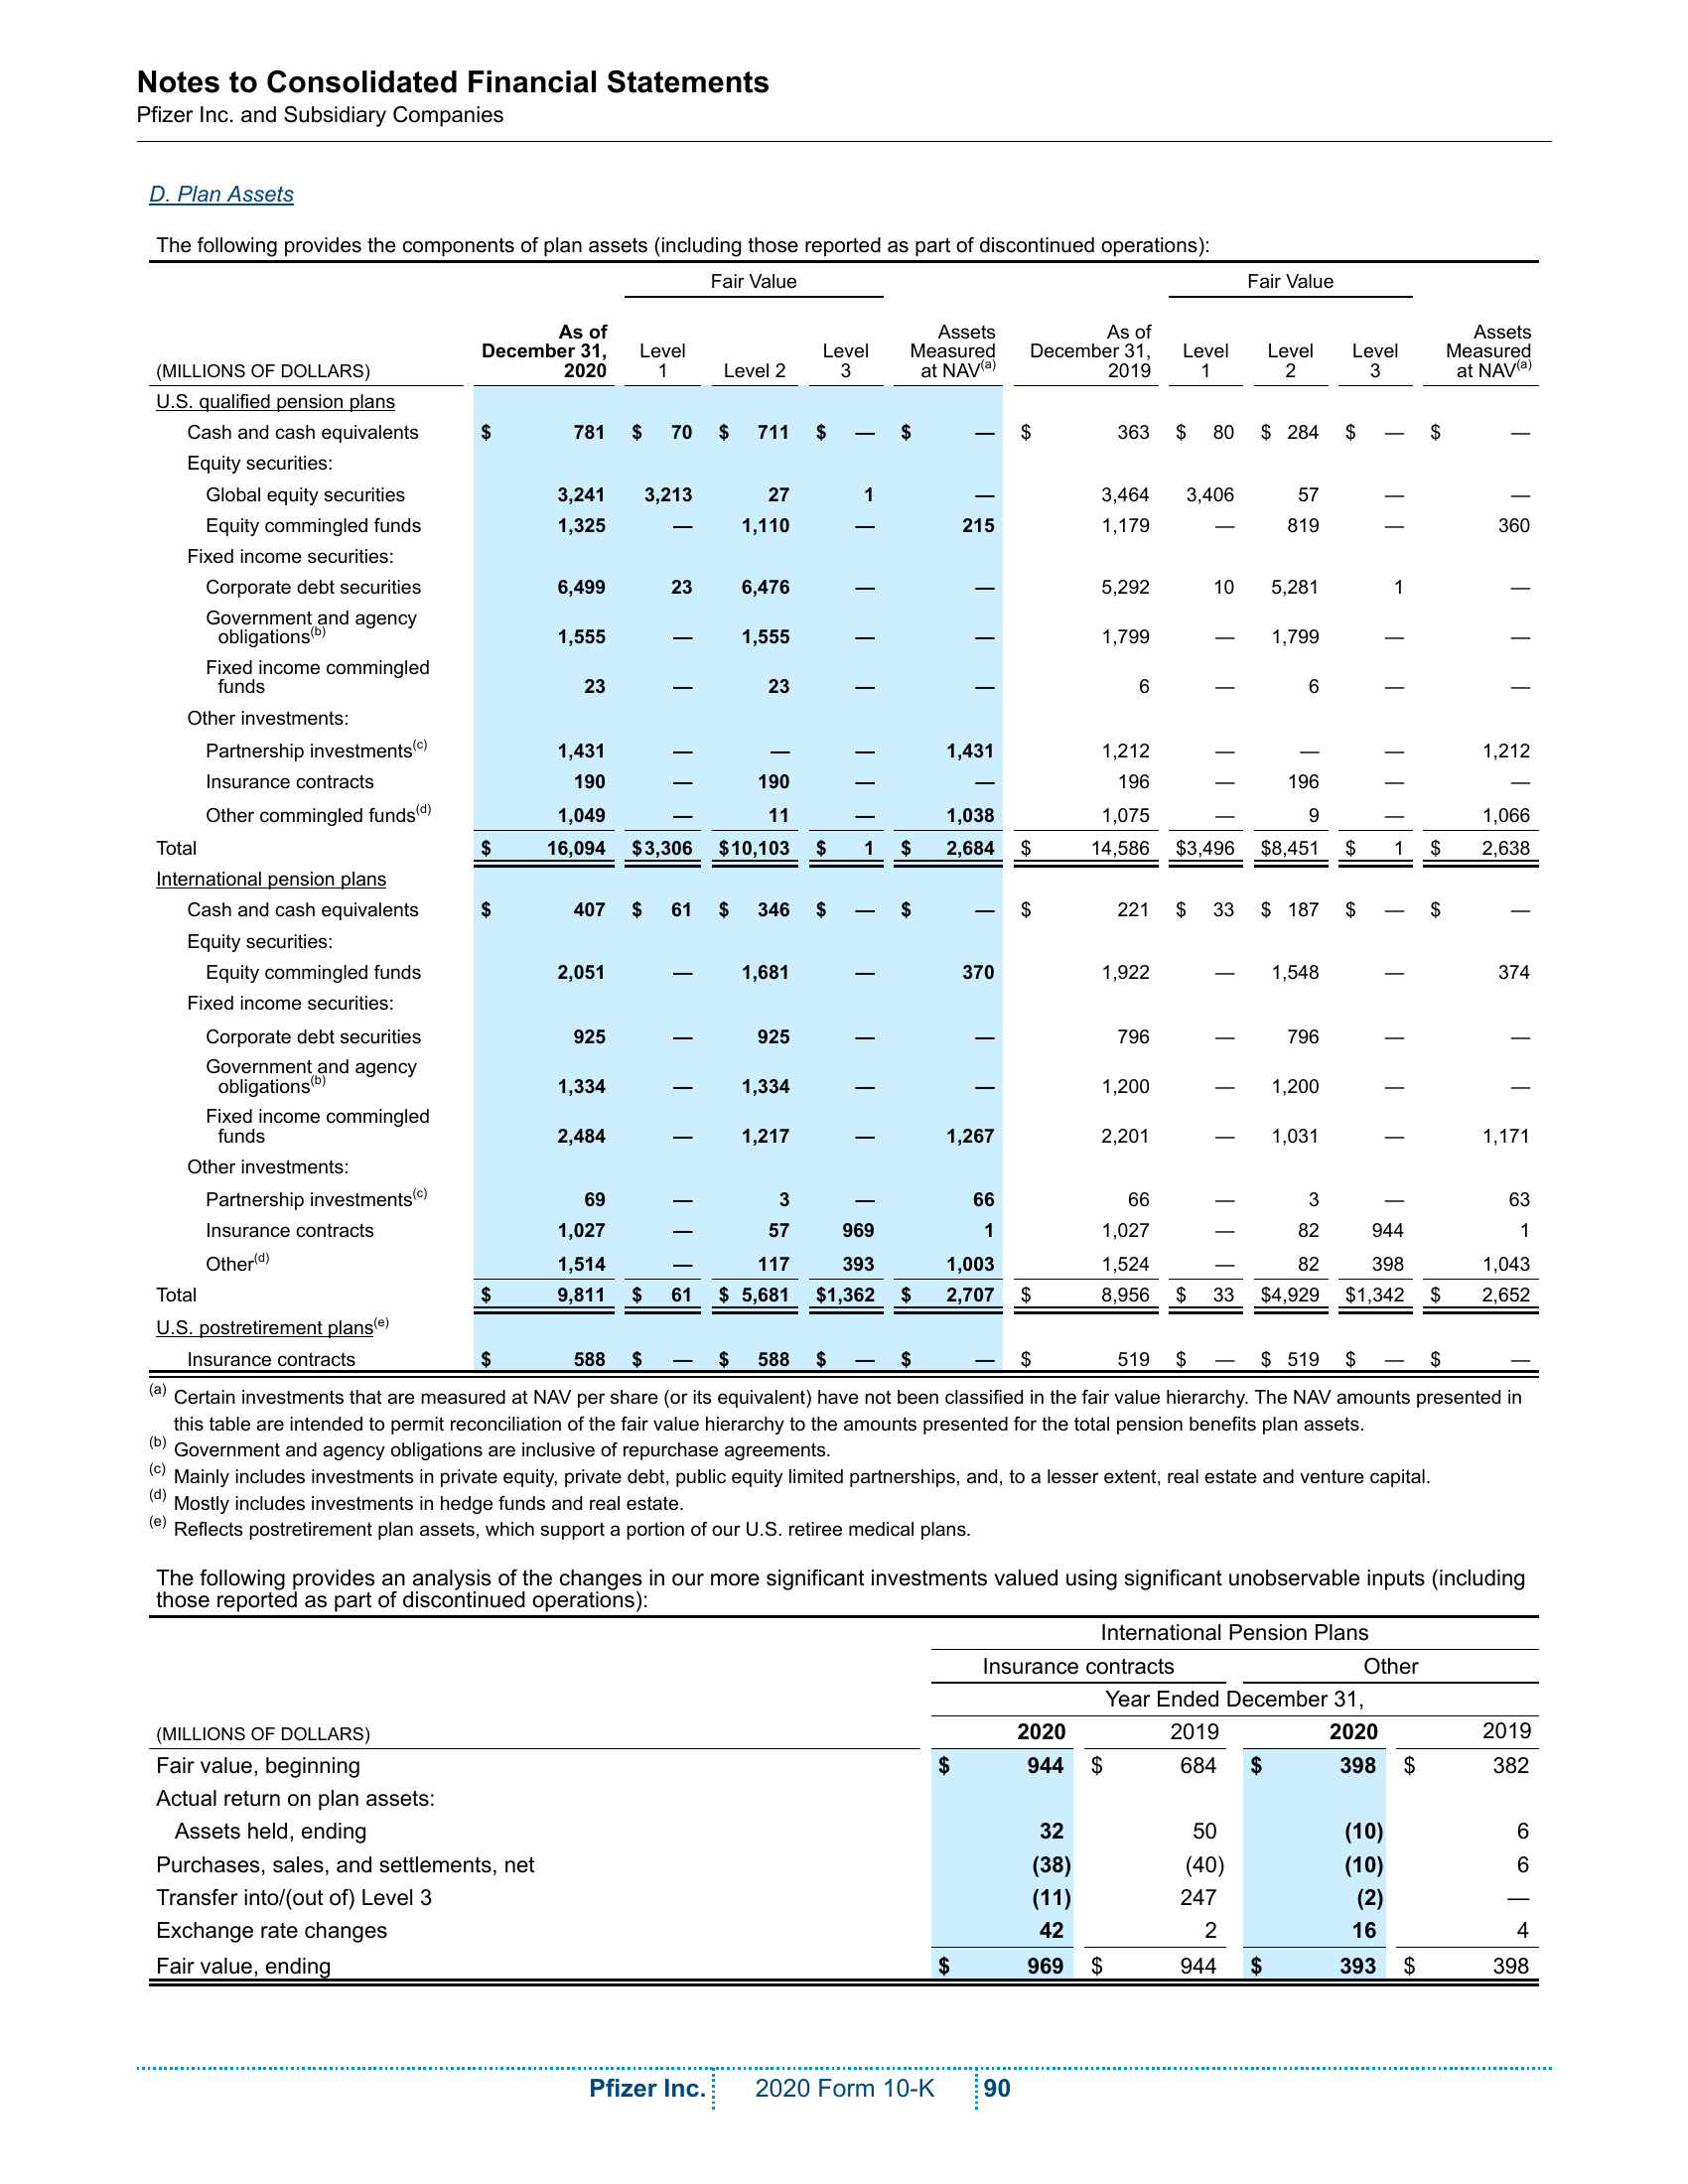 Notes to Consolidated Financial Statements
Pfizer Inc. and Subsidiary Companies
D. Plan Assets
The following provides the components of plan assets (including those reported as part of discontinued operations):
Fair Value Fair Value
(MILLIONS OF DOLLARS) As of December 31, 2020 Level 1 Level 2 Level 3 Assets Measured at NAV(a) As of December 31, 2019 Level 1 Level 2 Level 3 Assets Measured at NAV(a)
U.S. qualified pension plans
Cash and cash equivalents $ 781 $ 70 $ 711 $ — $ — $ 363 $ 80 $ 284 $ — $ —
Equity securities:
Global equity securities 3,241 3,213 27 1 — 3,464 3,406 57 — —
Equity commingled funds 1,325 — 1,110 — 215 1,179 — 819 — 360
Fixed income securities:
Corporate debt securities 6,499 23 6,476 — — 5,292 10 5,281 1 —
Government and agency
obligations(b) 1,555 — 1,555 — — 1,799 — 1,799 — —
Fixed income commingled
funds 23 — 23 — — 6 — 6 — —
Other investments:
Partnership investments(c) 1,431 — — — 1,431 1,212 — — — 1,212
Insurance contracts 190 — 190 — — 196 — 196 — —
Other commingled funds(d) 1,049 — 11 — 1,038 1,075 — 9 — 1,066
Total $ 16,094 $3,306 $10,103 $ 1 $ 2,684 $ 14,586 $3,496 $8,451 $ 1 $ 2,638
International pension plans
Cash and cash equivalents $ 407 $ 61 $ 346 $ — $ — $ 221 $ 33 $ 187 $ — $ —
Equity securities:
Equity commingled funds 2,051 — 1,681 — 370 1,922 — 1,548 — 374
Fixed income securities:
Corporate debt securities 925 — 925 — — 796 — 796 — —
Government and agency
obligations(b) 1,334 — 1,334 — — 1,200 — 1,200 — —
Fixed income commingled
funds 2,484 — 1,217 — 1,267 2,201 — 1,031 — 1,171
Other investments:
Partnership investments(c) 69 — 3 — 66 66 — 3 — 63
Insurance contracts 1,027 — 57 969 1 1,027 — 82 944 1
Other(d) 1,514 — 117 393 1,003 1,524 — 82 398 1,043
Total $ 9,811 $ 61 $ 5,681 $1,362 $ 2,707 $ 8,956 $ 33 $4,929 $1,342 $ 2,652
U.S. postretirement plans(e)
Insurance contracts $ 588 $ — $ 588 $ — $ — $ 519 $ — $ 519 $ — $ —
(a) Certain investments that are measured at NAV per share (or its equivalent) have not been classified in the fair value hierarchy. The NAV amounts presented in
this table are intended to permit reconciliation of the fair value hierarchy to the amounts presented for the total pension benefits plan assets.
(b) Government and agency obligations are inclusive of repurchase agreements.
(c) Mainly includes investments in private equity, private debt, public equity limited partnerships, and, to a lesser extent, real estate and venture capital.
(d) Mostly includes investments in hedge funds and real estate.
(e) Reflects postretirement plan assets, which support a portion of our U.S. retiree medical plans.
The following provides an analysis of the changes in our more significant investments valued using significant unobservable inputs (including
those reported as part of discontinued operations):
International Pension Plans
Insurance contracts Other
Year Ended December 31,
(MILLIONS OF DOLLARS) 2020 2019 2020 2019
Fair value, beginning $ 944 $ 684 $ 398 $ 382
Actual return on plan assets:
Assets held, ending 32 50 (10) 6
Purchases, sales, and settlements, net (38) (40) (10) 6
Transfer into/(out of) Level 3 (11) 247 (2) —
Exchange rate changes 42 2 16 4
Fair value, ending $ 969 $ 944 $ 393 $ 398
Pfizer Inc. 2020 Form 10-K 90